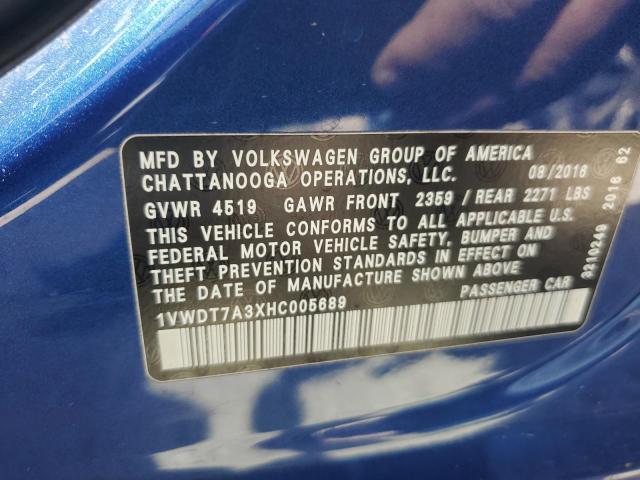 MFD BY VOLKSWAGEN GROUP OF AMERICA
CHATTANOOGA OPERATIONS, LLC. 08/2016
GVWR 4519 GAWR FRONT 2359 / REAR 2271 LBS
THIS VEHICLE CONFORMS TO ALL APPLICABLE U.S.
FEDERAL MOTOR VEHICLE SAFETY, BUMPER AND
THEFT PREVENTION STANDARDS IN EFFECT ON
THE DATE OF MANUFACTURE SHOWN ABOVE.
1VWDT7A3XHC005689 PASSENGER CAR
9210249 2016 62